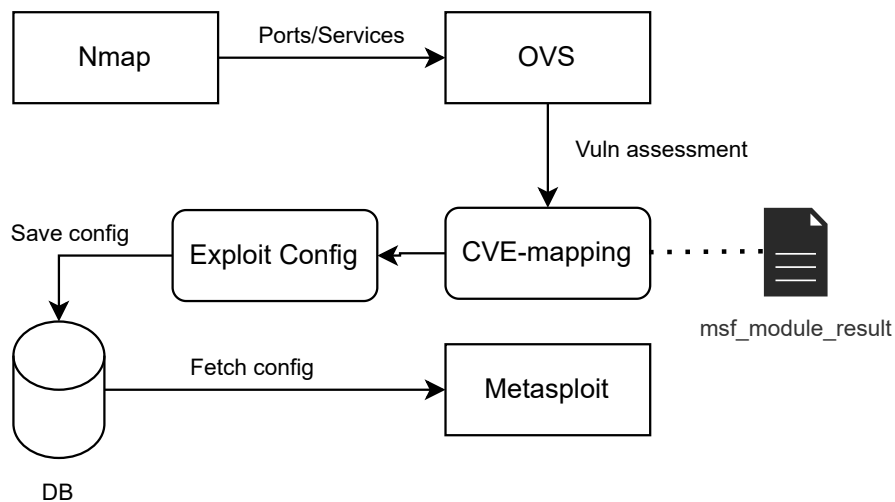 Nmap
Ports/Services
OVS
Vuln assessment
Save config
Exploit Config
CVE-mapping
msf_module_result
Fetch config
Metasploit
DB